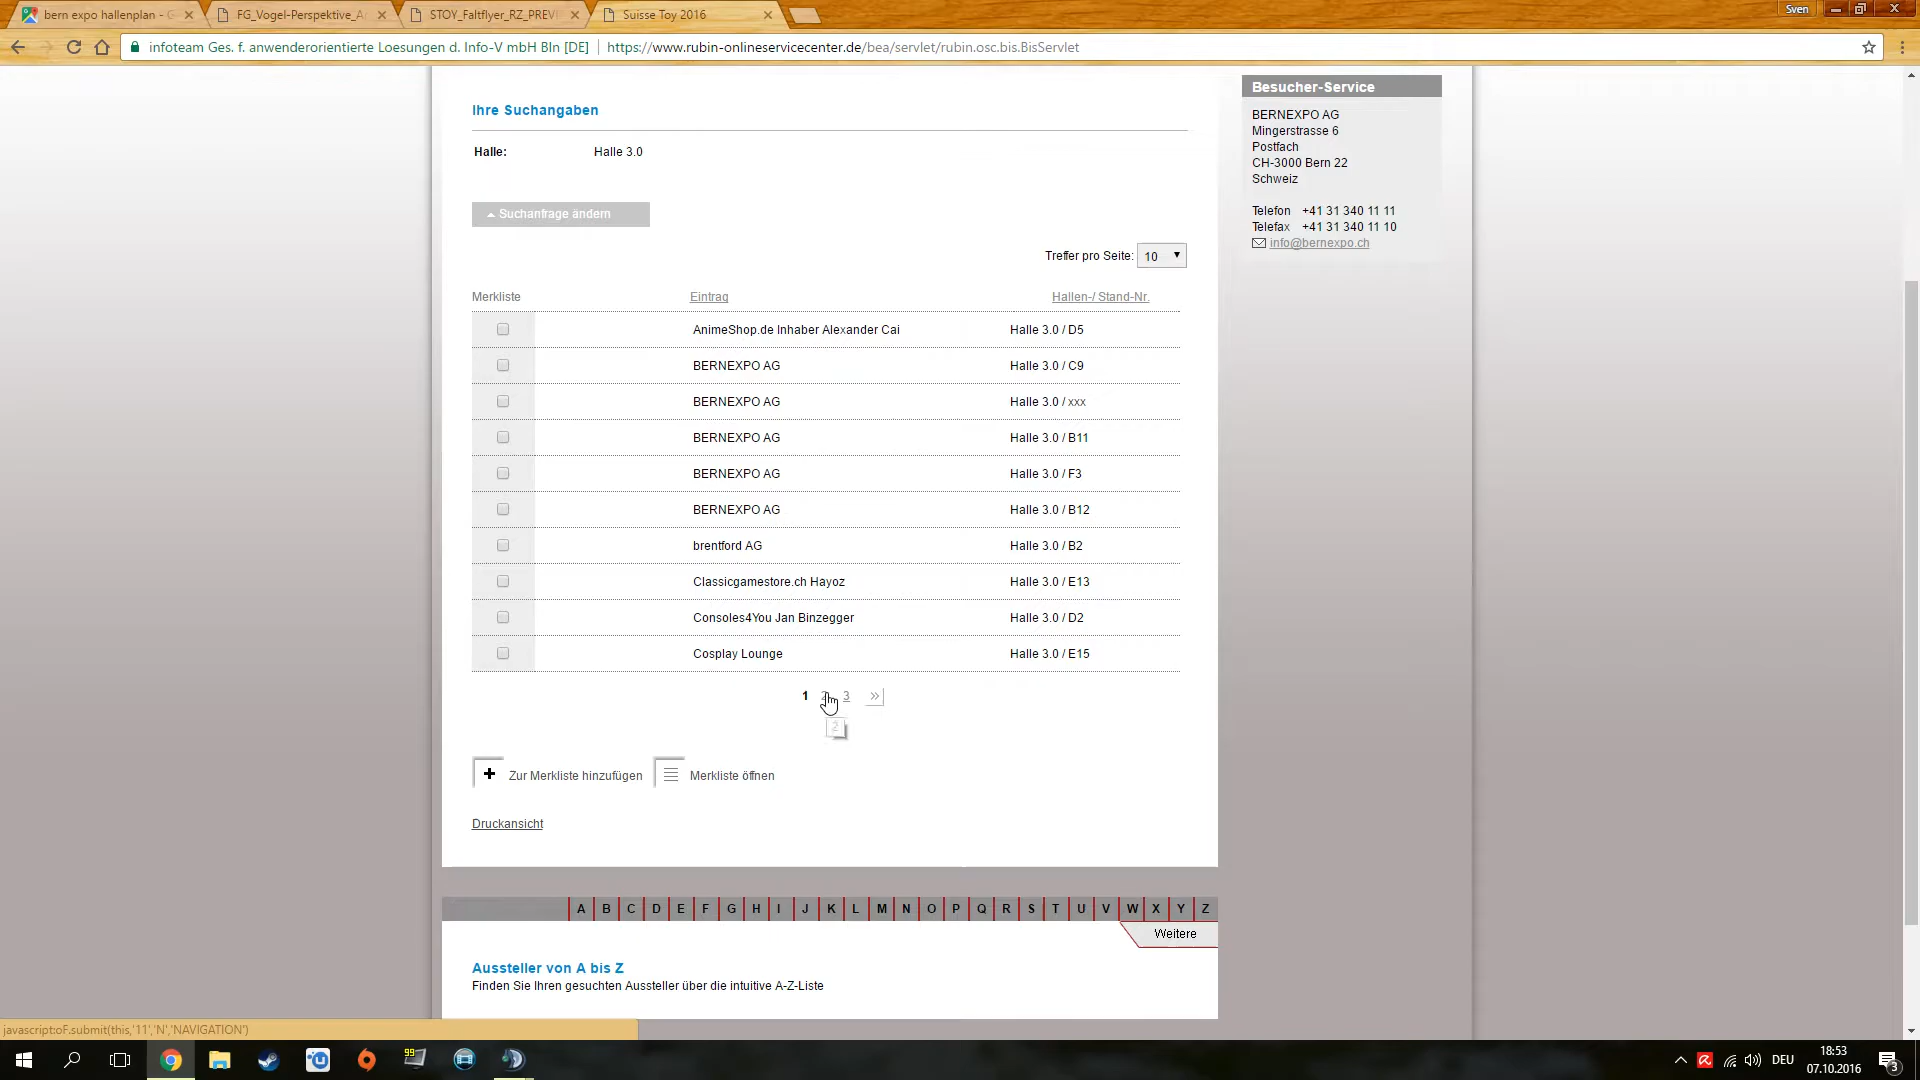 bern expo hallenplan - G
FG_Vogel-Perspektive_A
STOY_Faltflyer_RZ_PREVI
Suisse Toy 2016
Sven
infoteam Ges. f. anwenderorientierte Loesungen d. Info-V mbH Bln [DE]
https://www.rubin-onlineservicecenter.de/bea/servlet/rubin.osc.bis.BisServlet
Ihre Suchangaben
Halle: Halle 3.0
Suchanfrage ändern
Treffer pro Seite: 10
Merkliste Eintrag Hallen-/ Stand-Nr.
AnimeShop.de Inhaber Alexander Cai Halle 3.0 / D5
BERNEXPO AG Halle 3.0 / C9
BERNEXPO AG Halle 3.0 / xxx
BERNEXPO AG Halle 3.0 / B11
BERNEXPO AG Halle 3.0 / F3
BERNEXPO AG Halle 3.0 / B12
brentford AG Halle 3.0 / B2
Classicgamestore.ch Hayoz Halle 3.0 / E13
Consoles4You Jan Binzegger Halle 3.0 / D2
Cosplay Lounge Halle 3.0 / E15
1 2 3 »
2
Zur Merkliste hinzufügen Merkliste öffnen
Druckansicht
Besucher-Service
BERNEXPO AG
Mingerstrasse 6
Postfach
CH-3000 Bern 22
Schweiz
Telefon +41 31 340 11 11
Telefax +41 31 340 11 10
info@bernexpo.ch
A B C D E F G H I J K L M N O P Q R S T U V W X Y Z
Weitere
Aussteller von A bis Z
Finden Sie Ihren gesuchten Aussteller über die intuitive A-Z-Liste
javascript:oF.submit(this,'11','N','NAVIGATION')
99
DEU
18:53
07.10.2016
3